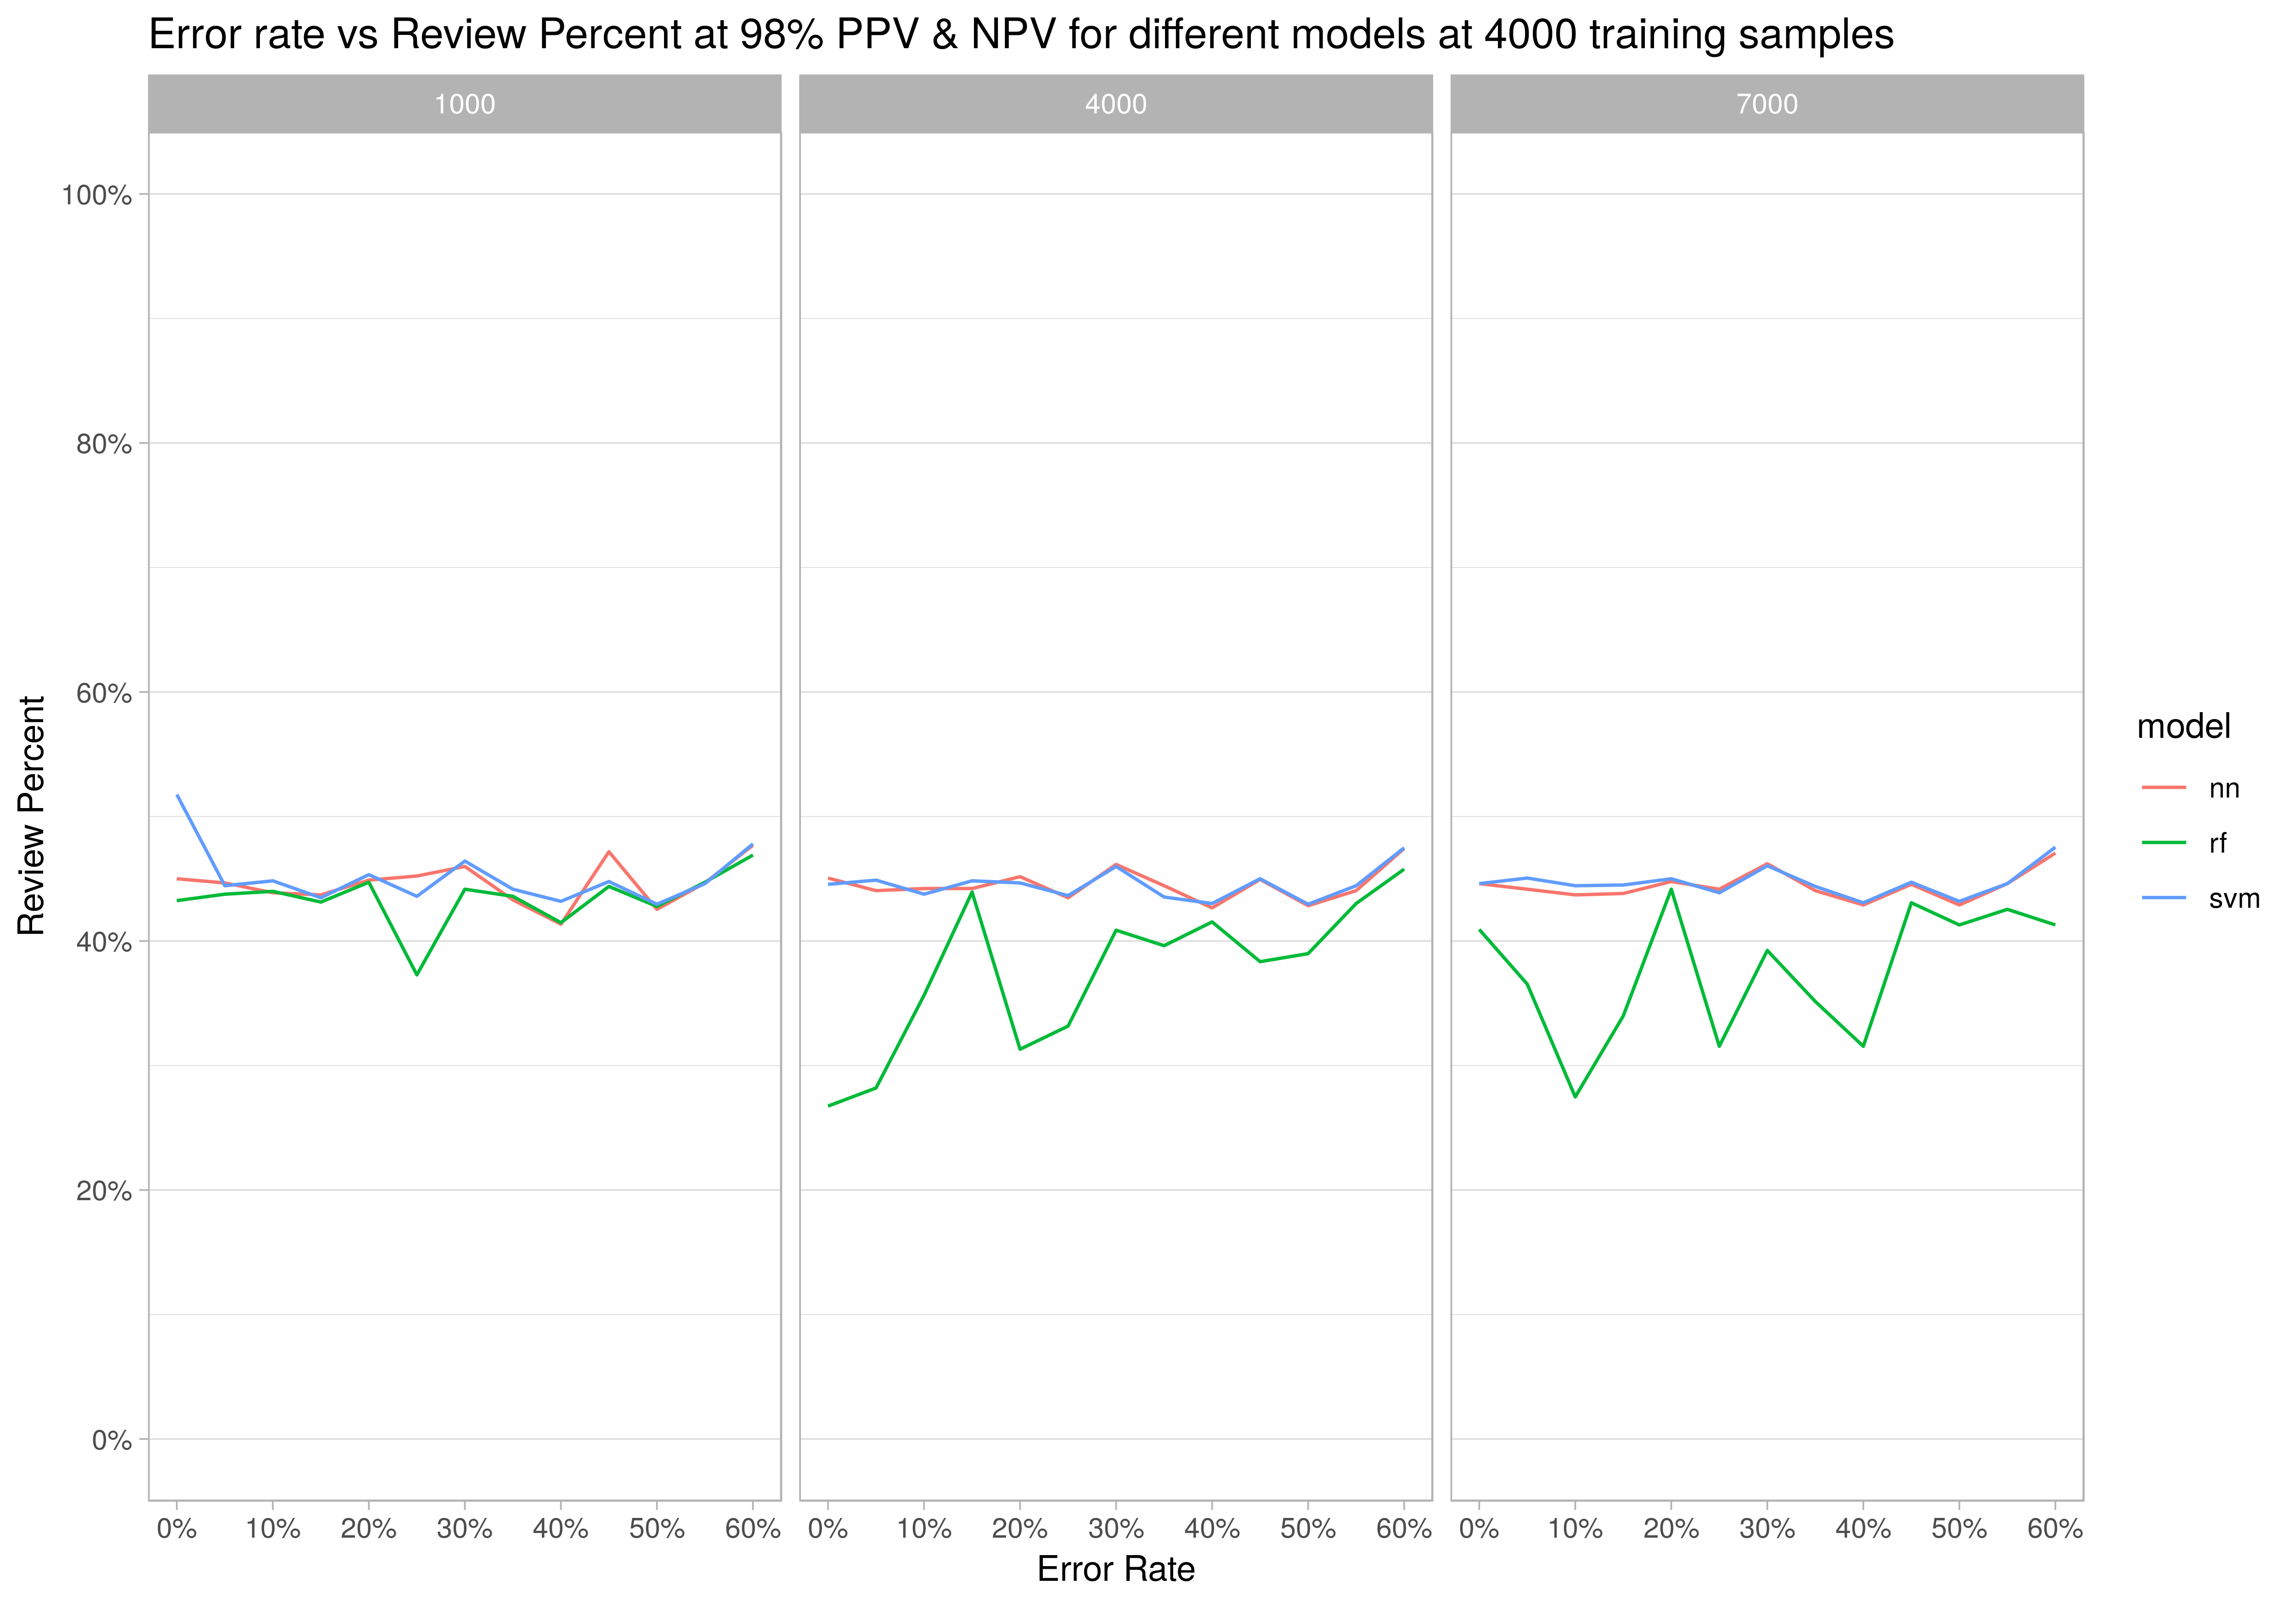 Error rate vs Review Percent at 98% PPV & NPV for different models at 4000 training samples
1000
4000
7000
Review Percent
100%
80%
60%
40%
20%
0%
0% 10% 20% 30% 40% 50% 60%
0% 10% 20% 30% 40% 50% 60%
0% 10% 20% 30% 40% 50% 60%
Error Rate
model
nn
rf
svm